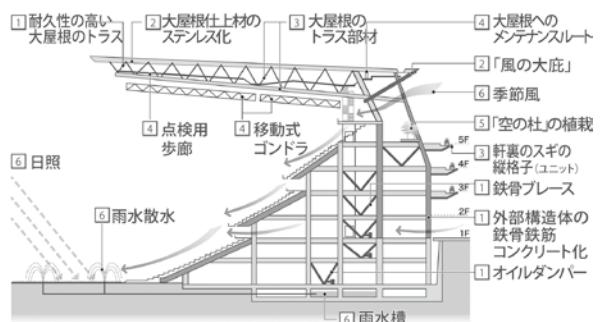 1 耐久性の高い
大屋根のトラス
2 大屋根仕上材の
ステンレス化
3 大屋根の
トラス部材
4 大屋根への
メンテナンスルート
2 「風の大庇」
6 季節風
5 「空の杜」の植栽
4 点検用
歩廊
4 移動式
ゴンドラ
5F
3 軒裏のスギの
縦格子(ユニット)
4F
6 日照
3F
1 鉄骨ブレース
2F
6 雨水散水
1 外部構造体の
鉄骨鉄筋
コンクリート化
1F
1 オイルダンパー
6 雨水槽